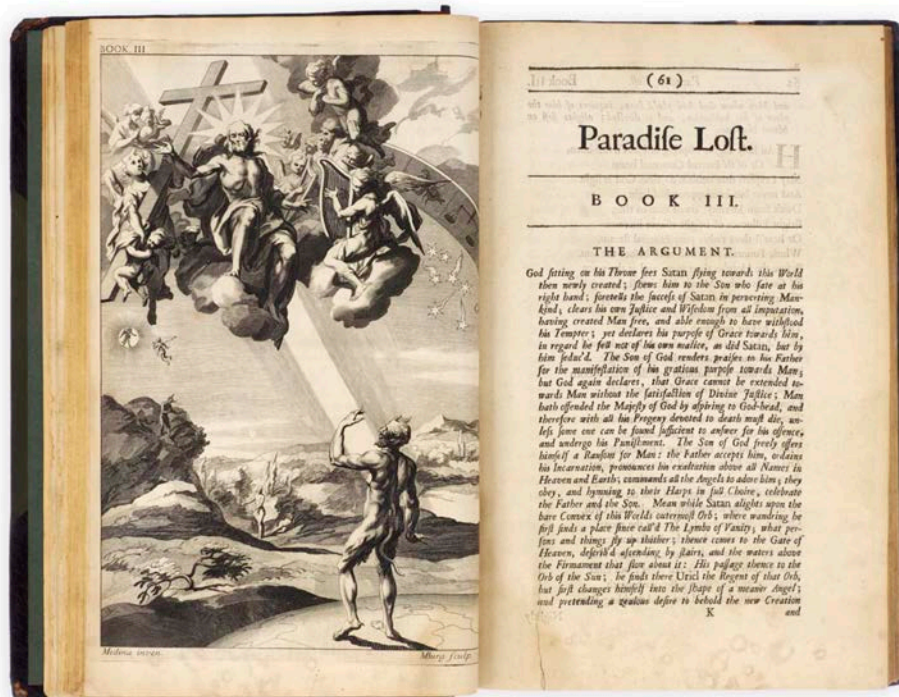 BOOK III
Medina inven.
MBurg sculp.
(61)
Paradiſe Loſt.
BOOK III.
THE ARGUMENT.
God ſitting on his Throne ſees Satan flying towards this World
then newly created; ſhews him to the Son who ſate at his
right hand; foretells the ſucceſs of Satan in perverting Man-
kind; clears his own Juſtice and Wiſedom from all Imputation,
having created Man free, and able enough to have withſtood
his Tempter; yet declares his purpoſe of Grace towards him,
in regard he fell not of his own malice, as did Satan, but by
him ſeduc'd. The Son of God renders praiſes to his Father
for the manifeſtation of his gratious purpoſe towards Man;
but God again declares, that Grace cannot be extended to-
wards Man without the ſatisfaction of Divine Juſtice; Man
hath offended the Majeſty of God by aſpiring to God-head, and
therefore with all his Progeny devoted to death muſt die, un-
leſs some one can be found ſufficient to anſwer for his offence,
and undergo his Puniſhment. The Son of God freely offers
himſelf a Ranſom for Man: the Father accepts him, ordains
his Incarnation, pronounces his exaltation above all Names in
Heaven and Earth; commands all the Angels to adore him; they
obey, and hymning to their Harps in full Choire, celebrate
the Father and the Son. Mean while Satan alights upon the
bare Convex of this Worlds outermoſt Orb; where wandring he
firſt finds a place ſince call'd The Lymbo of Vanity; what per-
ſons and things fly up thither; thence comes to the Gate of
Heaven, deſcrib'd aſcending by ſtairs, and the waters above
the Firmament that flow about it: His paſſage thence to the
Orb of the Sun; he finds there Uriel the Regent of that Orb,
but firſt changes himſelf into the ſhape of a meaner Angel;
and pretending a zealous deſire to behold the new Creation
K and